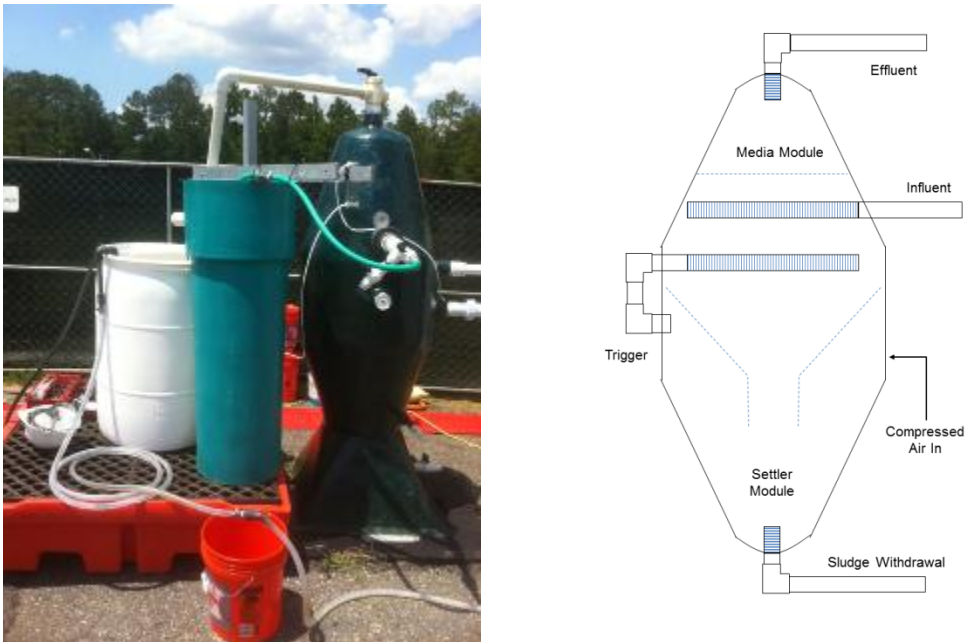 Effluent
Media Module
Influent
Trigger
Compressed
Air In
Settler
Module
Sludge Withdrawal